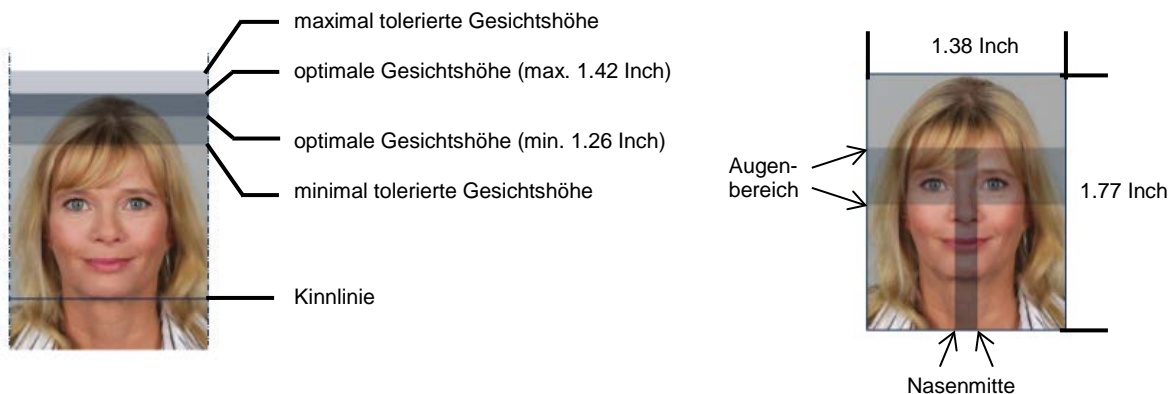 maximal tolerierte Gesichtshöhe
optimale Gesichtshöhe (max. 1.42 Inch)
optimale Gesichtshöhe (min. 1.26 Inch)
minimal tolerierte Gesichtshöhe
Kinnlinie
1.38 Inch
Augen-
bereich
1.77 Inch
Nasenmitte